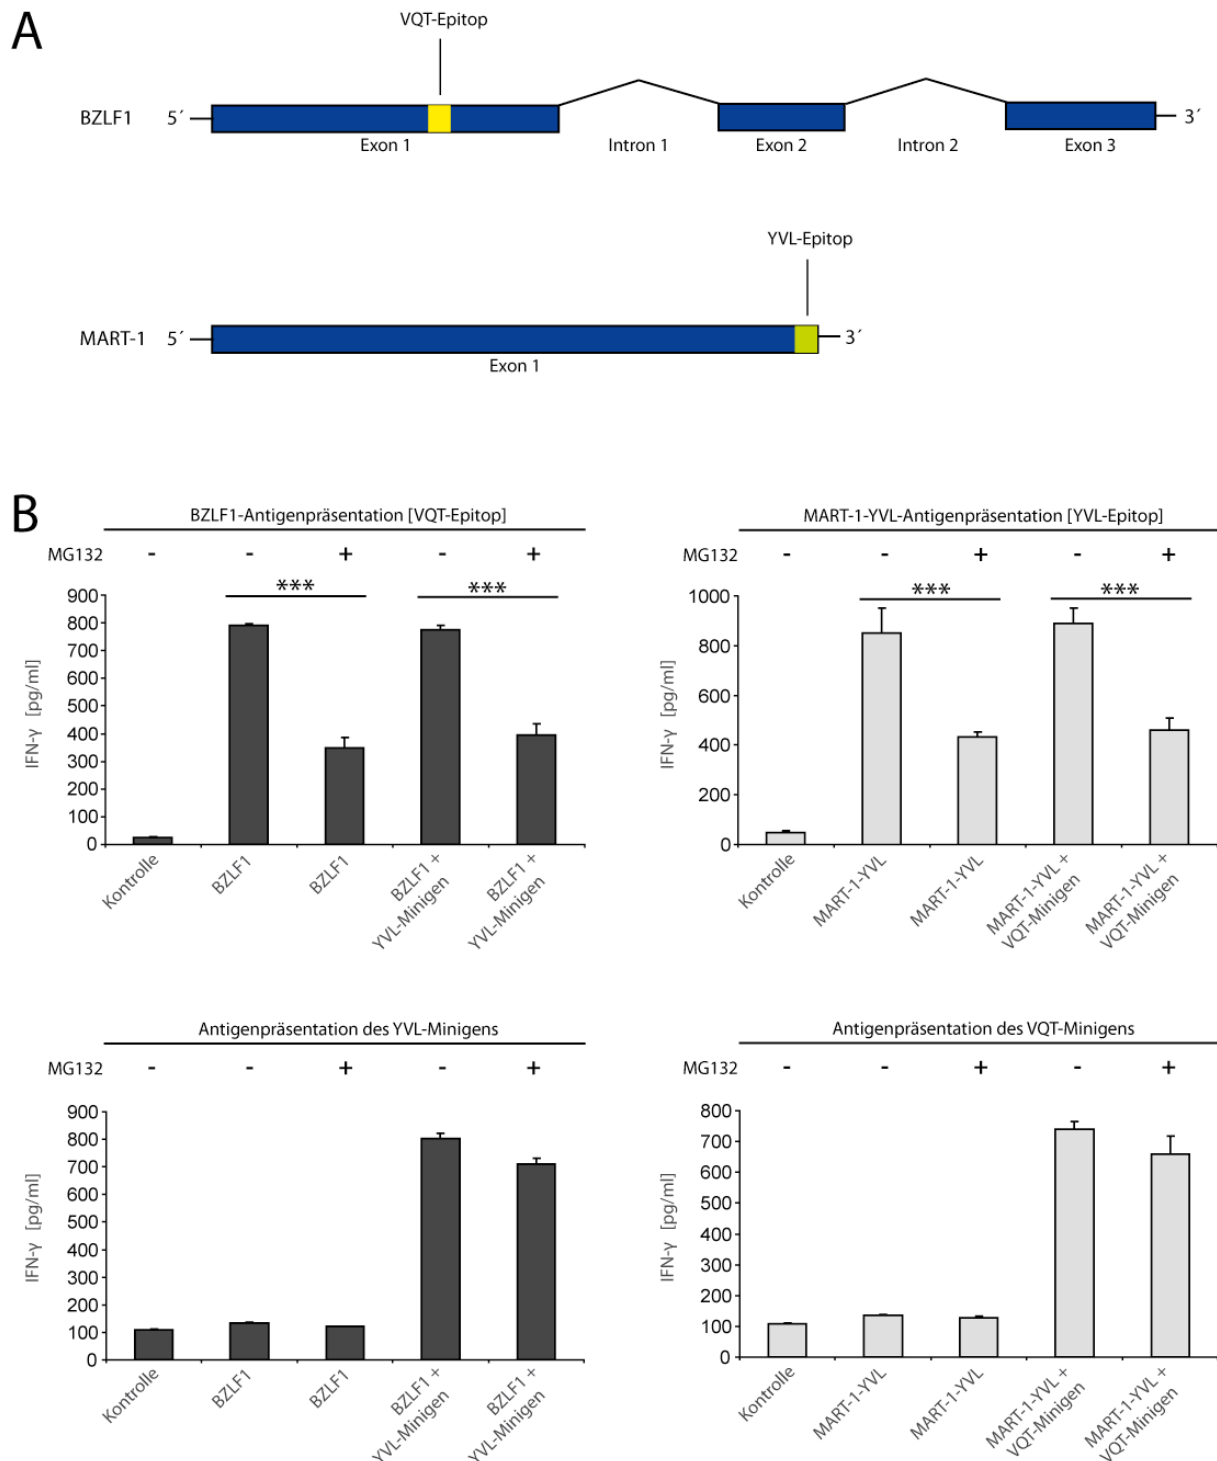 A
VQT-Epitop
BZLF1 5´ 3´
Exon 1 Intron 1 Exon 2 Intron 2 Exon 3
YVL-Epitop
MART-1 5´ 3´
Exon 1
B
BZLF1-Antigenpräsentation [VQT-Epitop]
MG132 - - + - +
*** ***
900
800
700
600
500
400
300
200
100
0
IFN-γ [pg/ml]
Kontrolle
BZLF1
BZLF1
BZLF1 +
YVL-Minigen
BZLF1 +
YVL-Minigen
MART-1-YVL-Antigenpräsentation [YVL-Epitop]
MG132 - - + - +
*** ***
1000
800
600
400
200
0
IFN-γ [pg/ml]
Kontrolle
MART-1-YVL
MART-1-YVL
MART-1-YVL +
VQT-Minigen
MART-1-YVL +
VQT-Minigen
Antigenpräsentation des YVL-Minigens
MG132 - - + - +
900
800
700
600
500
400
300
200
100
0
IFN-γ [pg/ml]
Kontrolle
BZLF1
BZLF1
BZLF1 +
YVL-Minigen
BZLF1 +
YVL-Minigen
Antigenpräsentation des VQT-Minigens
MG132 - - + - +
800
700
600
500
400
300
200
100
0
IFN-γ [pg/ml]
Kontrolle
MART-1-YVL
MART-1-YVL
MART-1-YVL +
VQT-Minigen
MART-1-YVL +
VQT-Minigen